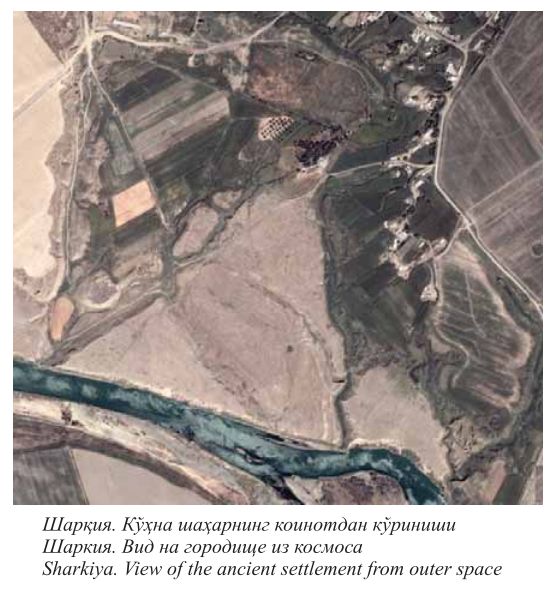 Шарқия. Кўҳна шаҳарнинг коинотдан кўриниши
Шаркия. Вид на городище из космоса
Sharkiya. View of the ancient settlement from outer space